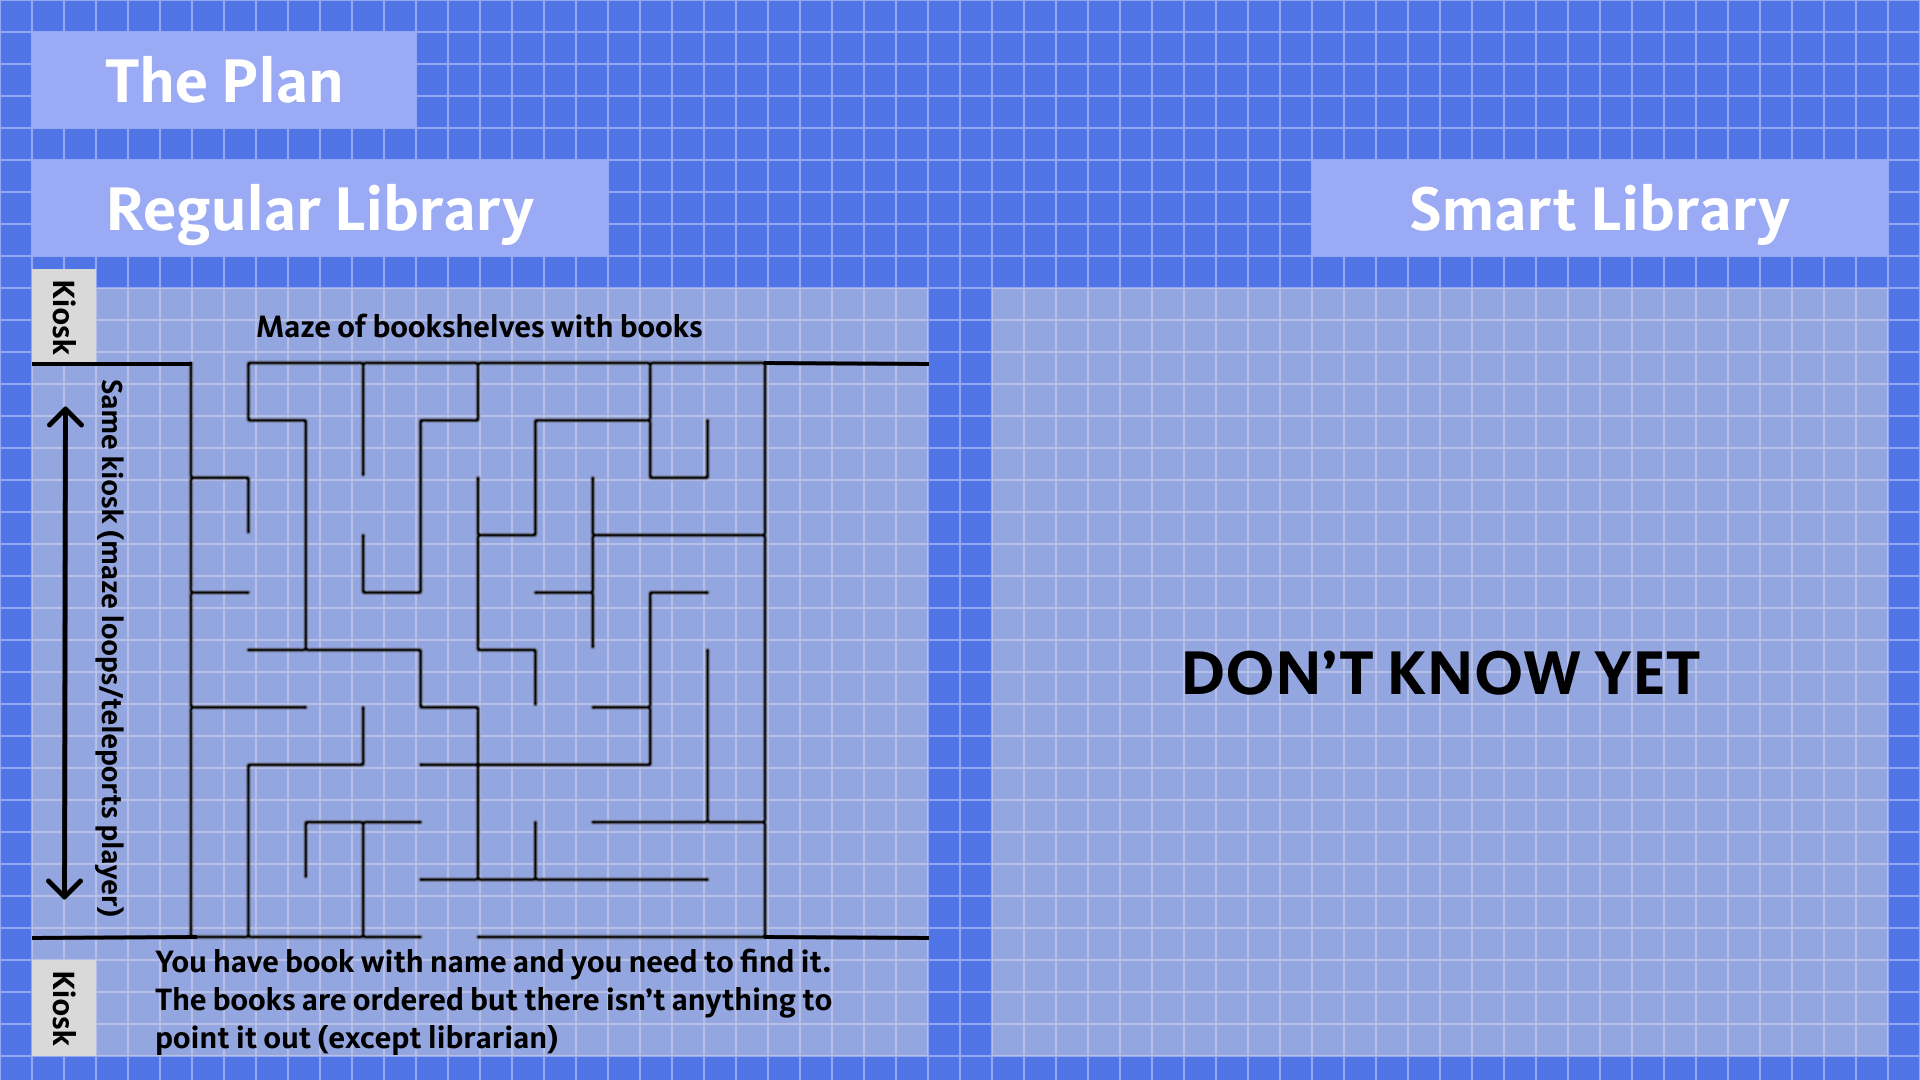 The Plan
Regular Library
Smart Library
Kiosk
Maze of bookshelves with books
Same kiosk (maze loops/teleports player)
DON’T KNOW YET
You have book with name and you need to find it.
The books are ordered but there isn’t anything to
point it out (except librarian)
Kiosk